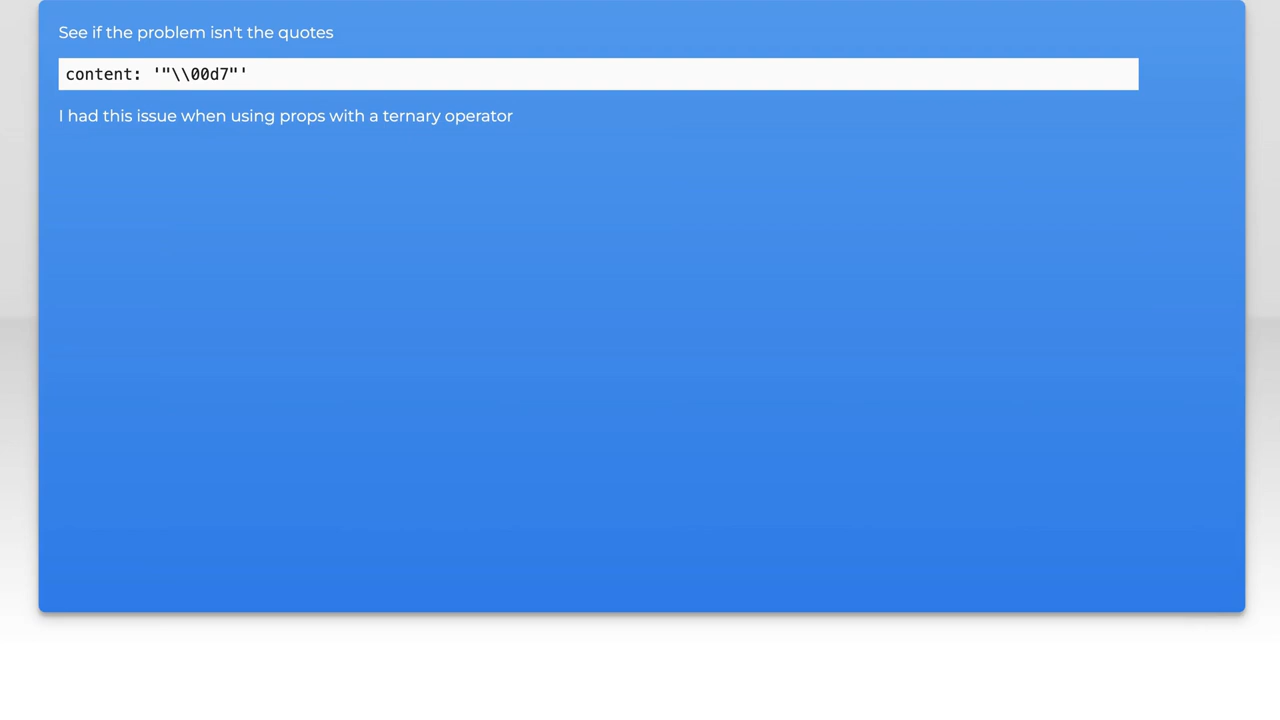 See if the problem isn't the quotes
content: '"\\00d7"'
I had this issue when using props with a ternary operator